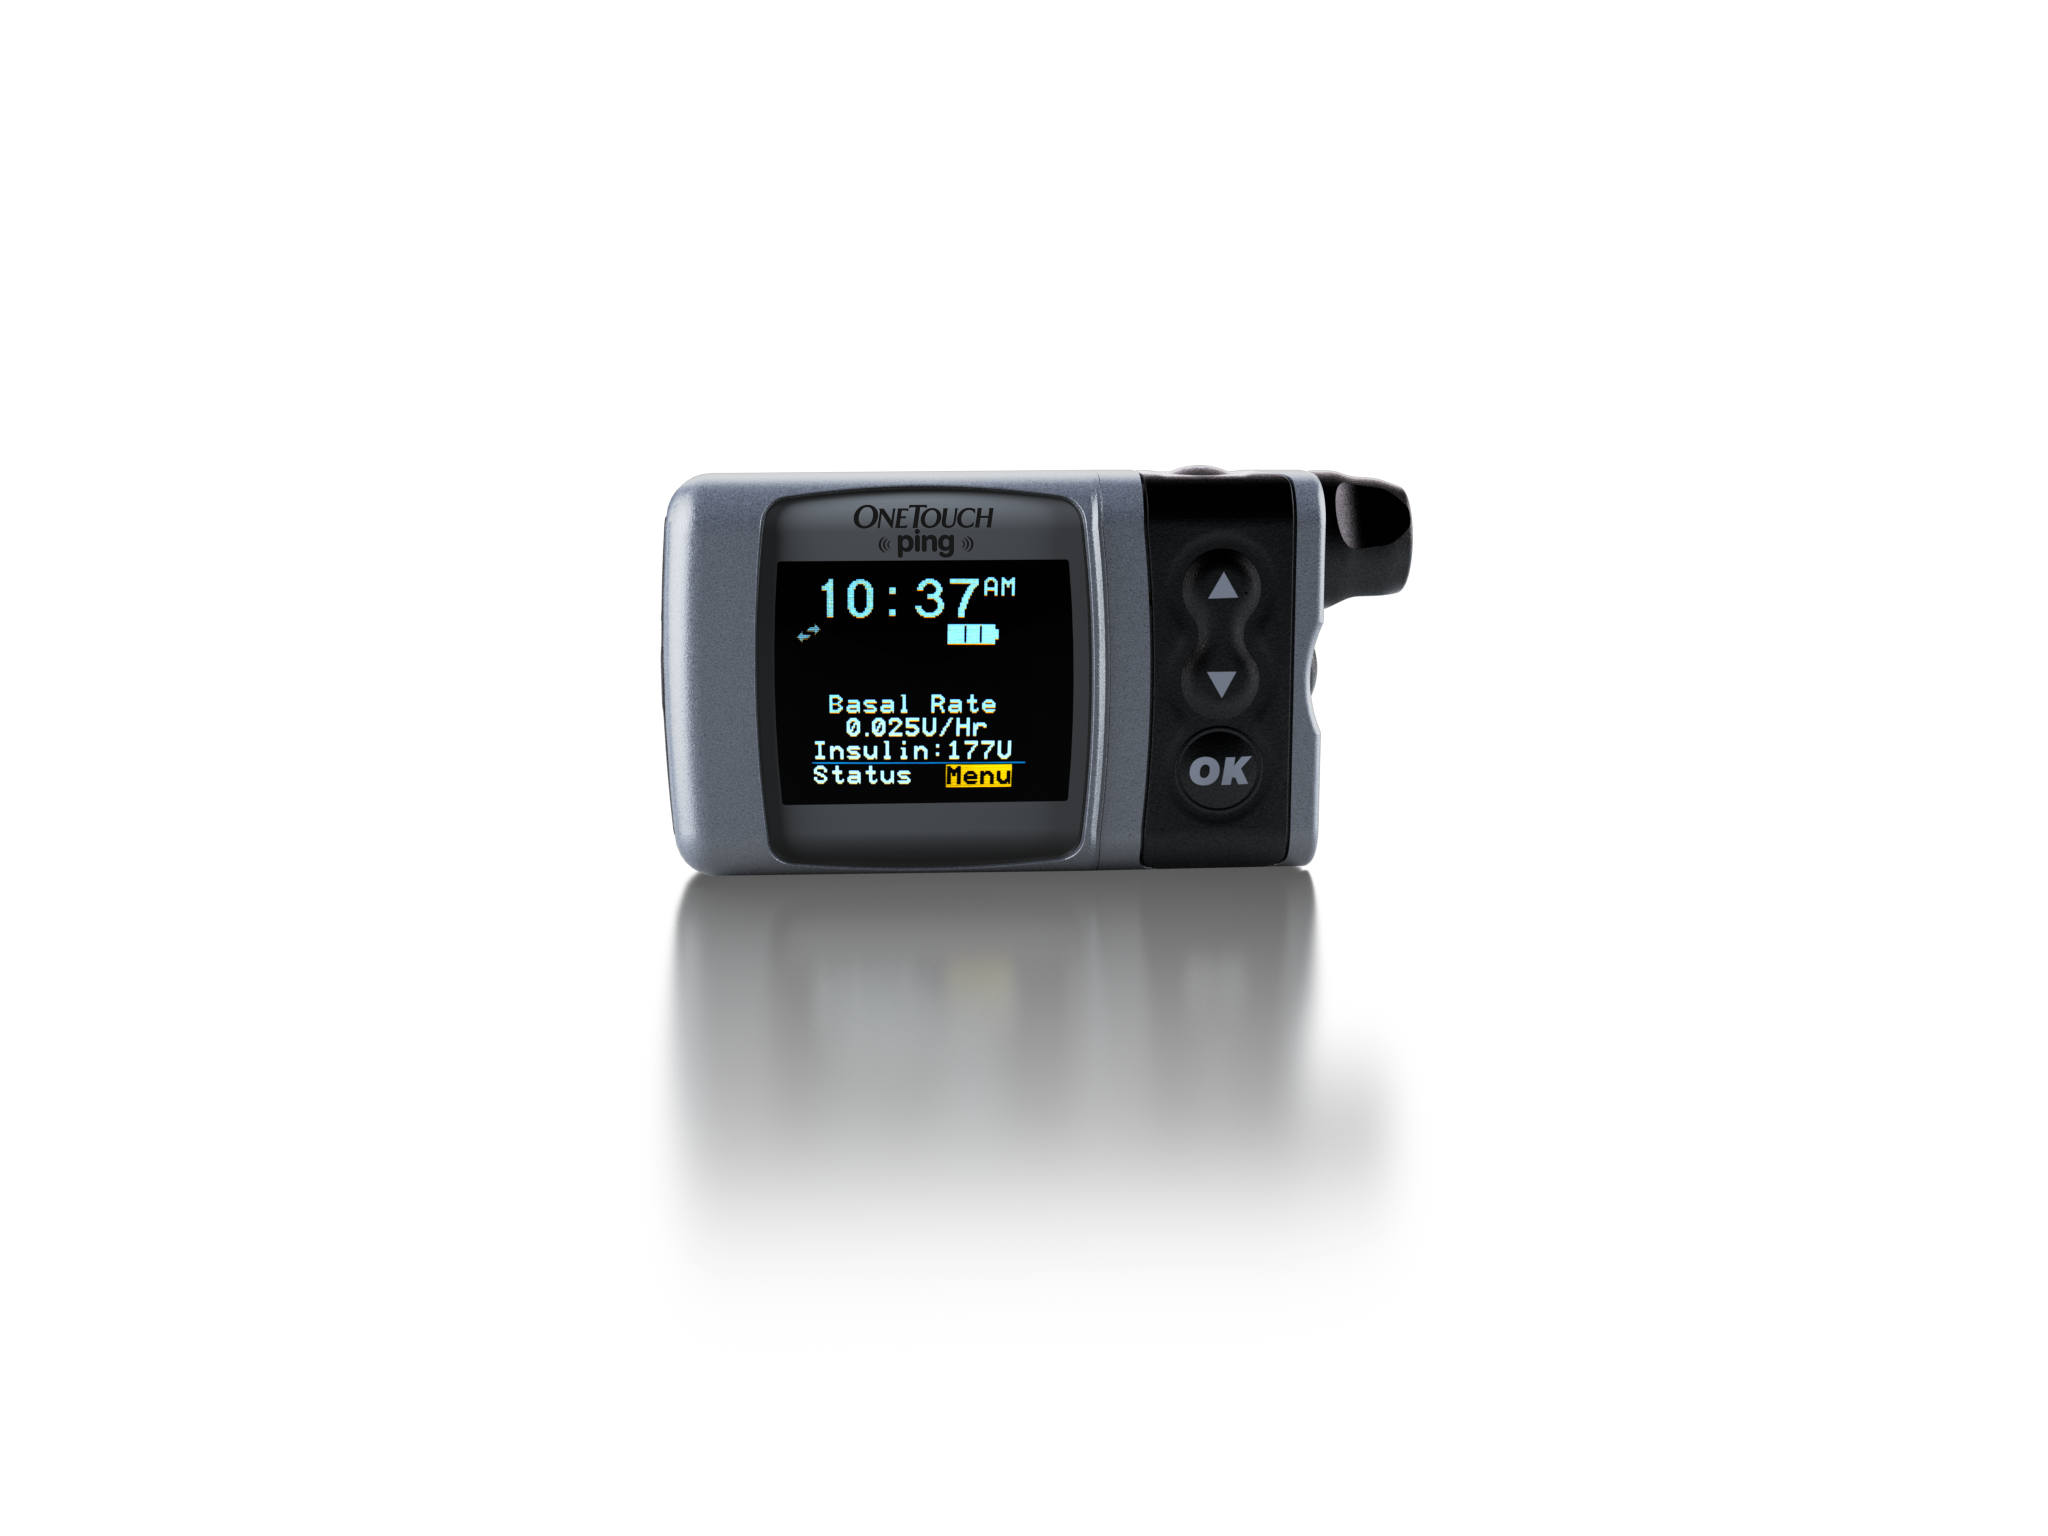 ONETOUCH
ping
10:37AM
Basal Rate
0.025U/Hr
Insulin:177U
Status Menu
OK